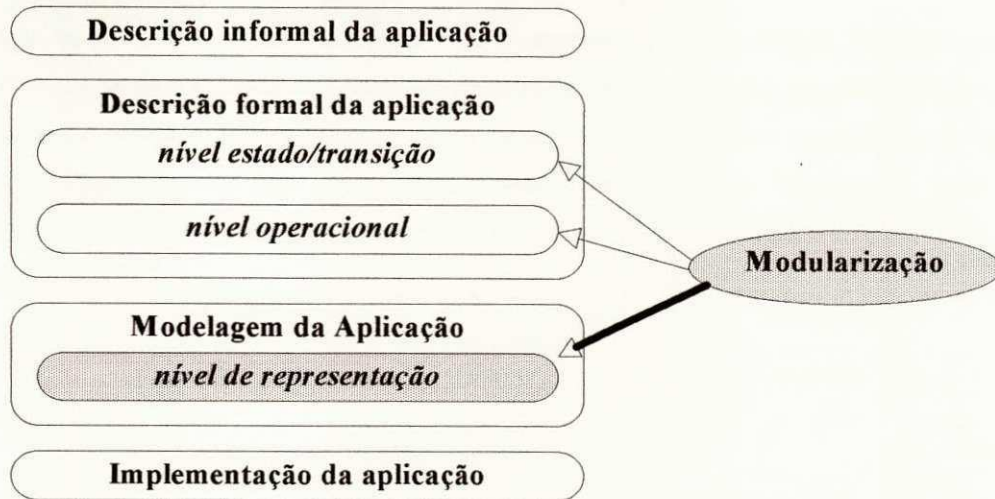 Descrição informal da aplicação
Descrição formal da aplicação
nível estado/transição
nível operacional
Modularização
Modelagem da Aplicação
nível de representação
Implementação da aplicação